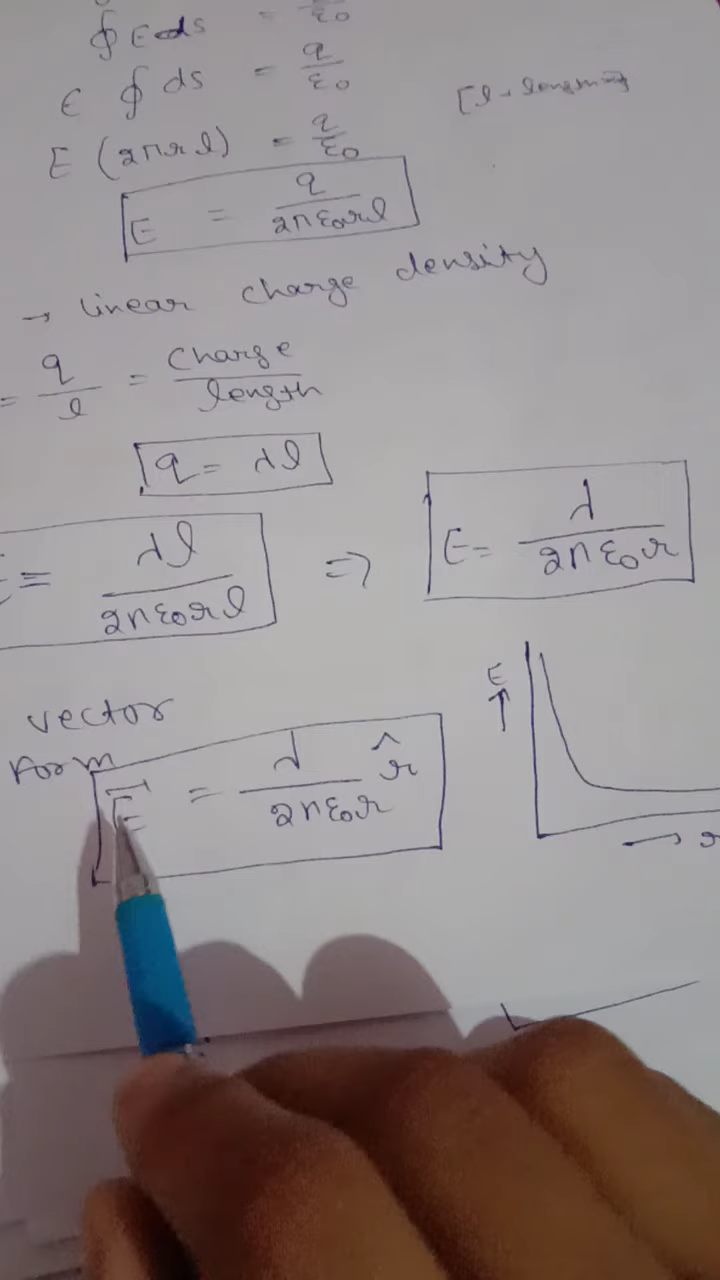 ∮ E ds = q/ε0
E ∮ ds = q/ε0
E (2πrl) = q/ε0
E = q/2πε0rl
→ linear charge density
= q/l = charge/length
q = λl
E = λl/2πε0rl ⇒ E = λ/2πε0r
E ↑
vector
form
E⃗ = λ/2πε0r r̂
→ r